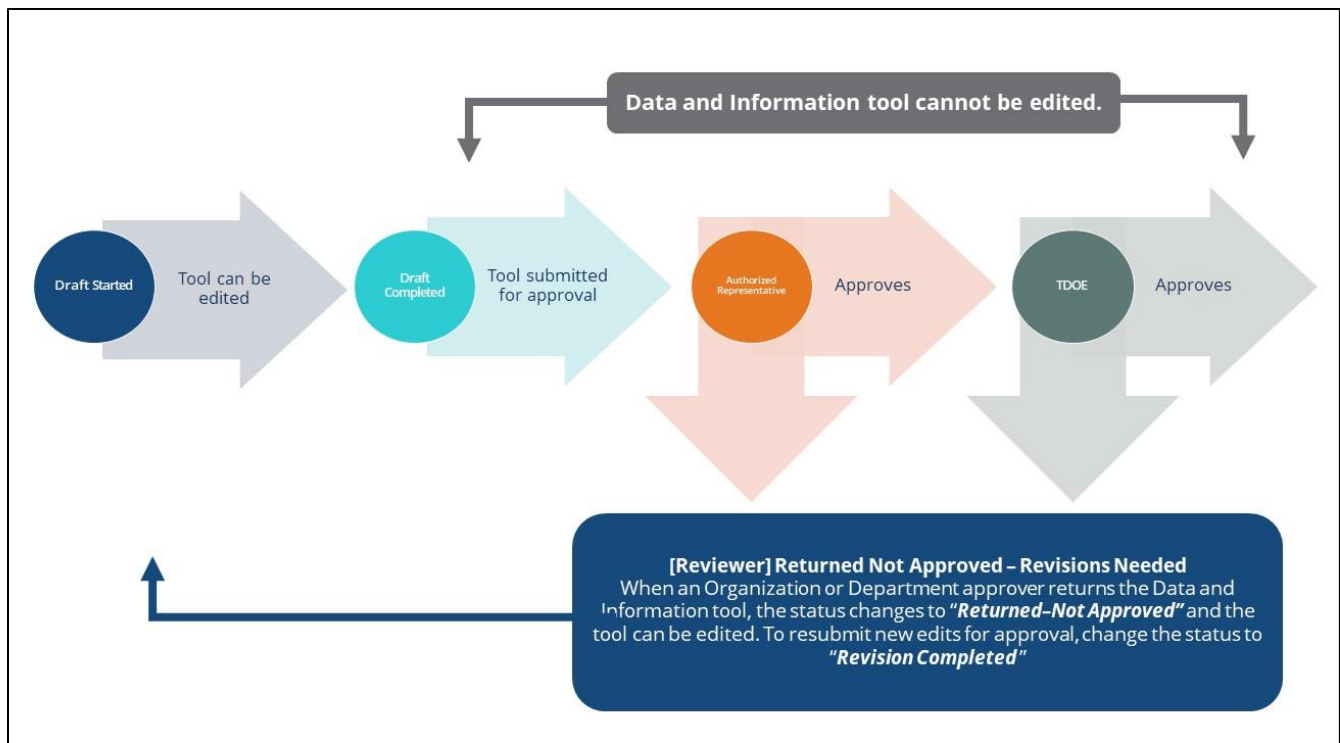 Data and Information tool cannot be edited.
Draft Started
Tool can be
edited
Draft
Completed
Tool submitted
for approval
Authorized
Representative
Approves
TDOE
Approves
[Reviewer] Returned Not Approved – Revisions Needed
When an Organization or Department approver returns the Data and
Information tool, the status changes to “Returned–Not Approved” and the
tool can be edited. To resubmit new edits for approval, change the status to
“Revision Completed”